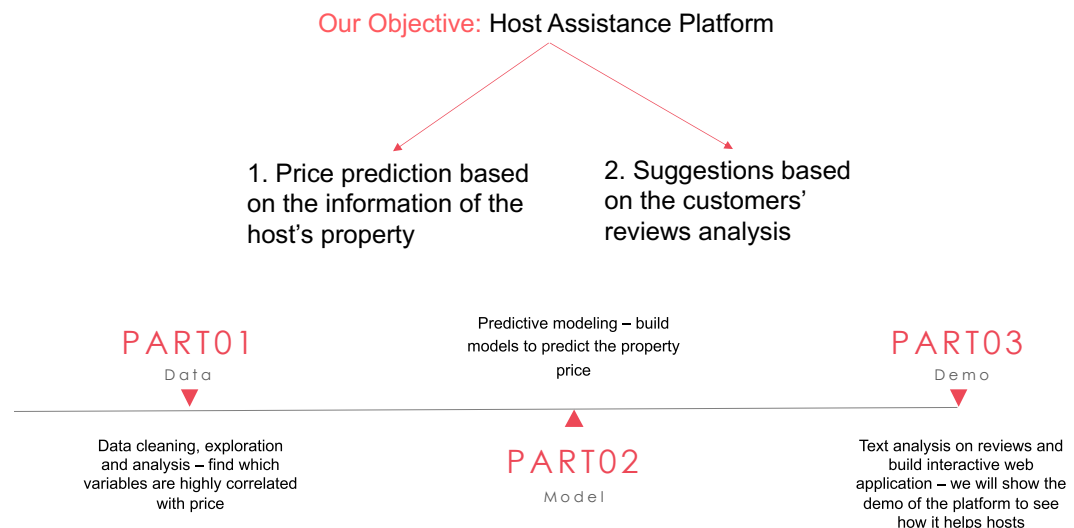 Our Objective: Host Assistance Platform
1. Price prediction based
on the information of the
host's property
2. Suggestions based
on the customers'
reviews analysis
PART01
Data
Data cleaning, exploration
and analysis – find which
variables are highly correlated
with price
Predictive modeling – build
models to predict the property
price
PART02
Model
PART03
Demo
Text analysis on reviews and
build interactive web
application – we will show the
demo of the platform to see
how it helps hosts